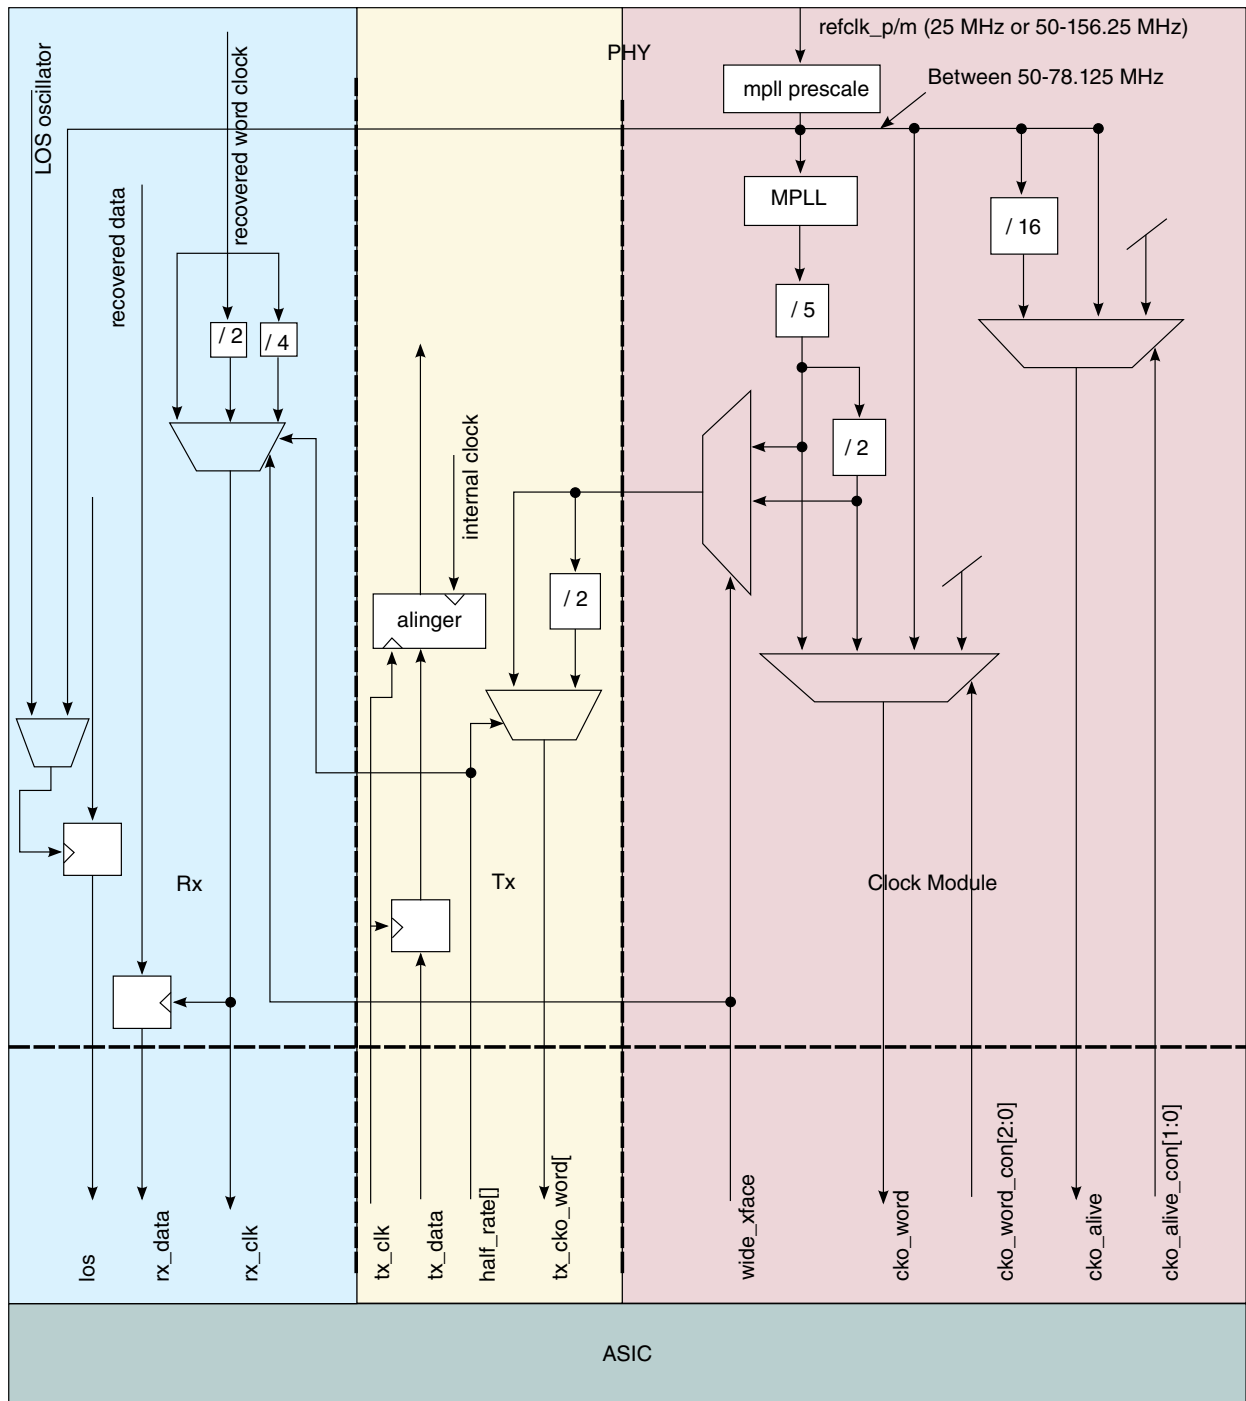 refclk_p/m (25 MHz or 50-156.25 MHz)
PHY
Between 50-78.125 MHz
mpll prescale
LOS oscillator
recovered word clock
recovered data
MPLL
/ 16
/ 5
/ 2
/ 4
/ 2
internal clock
/ 2
alinger
Rx
Tx
Clock Module
los
rx_data
rx_clk
tx_clk
tx_data
half_rate[]
tx_cko_word[
wide_xface
cko_word
cko_word_con[2:0]
cko_alive
cko_alive_con[1:0]
ASIC